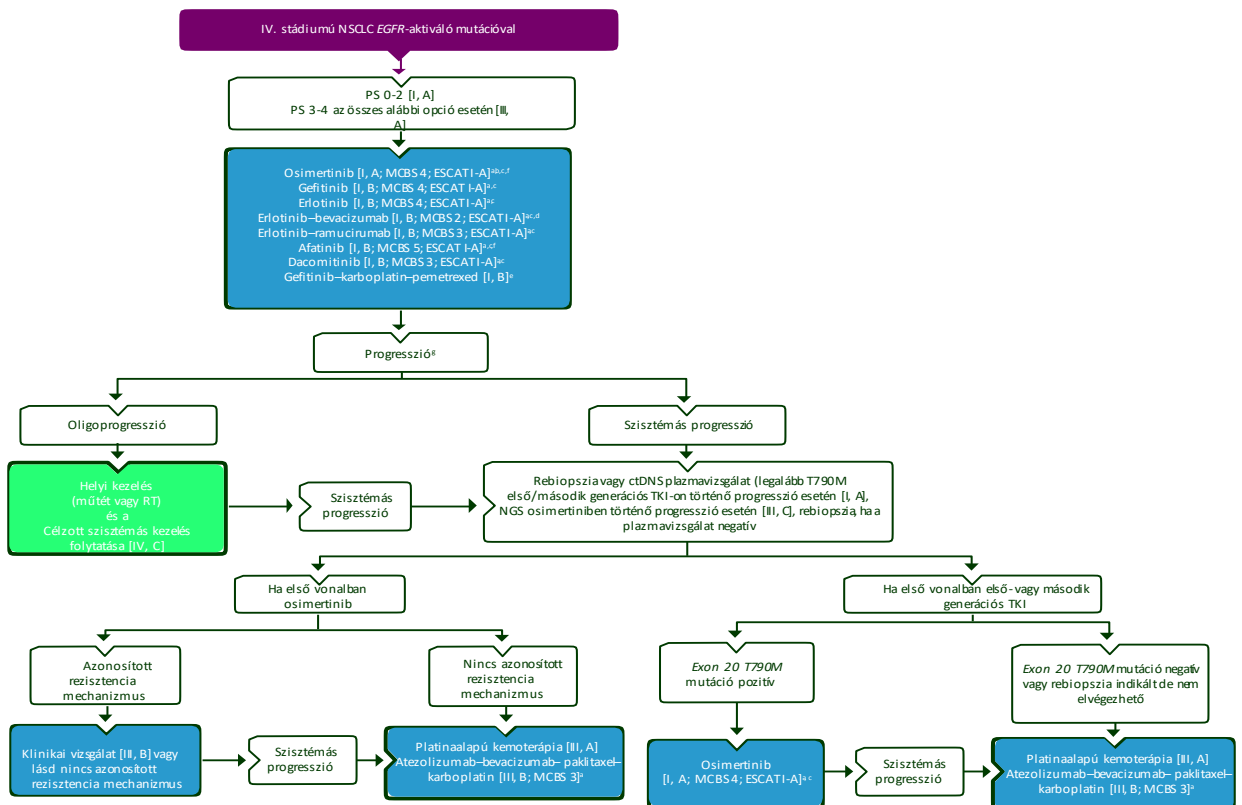 IV. stádiumú NSCLC EGFR-aktiváló mutációval
PS 0-2 [I, A]
PS 3-4 az összes alábbi opció esetén [III,
A]
Osimertinib [I, A; MCBS 4; ESCAT I-A]a,b,c,f
Gefitinib [I, B; MCBS 4; ESCAT I-A]a,c
Erlotinib [I, B; MCBS 4; ESCAT I-A]a,c
Erlotinib–bevacizumab [I, B; MCBS 2; ESCAT I-A]a,c,d
Erlotinib–ramucirumab [I, B; MCBS 3; ESCAT I-A]a,c
Afatinib [I, B; MCBS 5; ESCAT I-A]a,c,f
Dacomitinib [I, B; MCBS 3; ESCAT I-A]a,c
Gefitinib–karboplatin–pemetrexed [I, B]e
Progresszióg
Oligoprogresszió
Szisztémás progresszió
Helyi kezelés
(műtét vagy RT)
és a
Célzott szisztémás kezelés
folytatása [IV, C]
Szisztémás
progresszió
Rebiopszia vagy ctDNS plazmavizsgálat (legalább T790M
első/második generációs TKI-on történő progresszió esetén [I, A],
NGS osimertiniben történő progresszió esetén [III, C], rebiopszia, ha a
plazmavizsgálat negatív
Ha első vonalban
osimertinib
Ha első vonalban első- vagy második
generációs TKI
Azonosított
rezisztencia
mechanizmus
Nincs azonosított
rezisztencia
mechanizmus
Exon 20 T790M
mutáció pozitív
Exon 20 T790M mutáció negatív
vagy rebiopszia indikált de nem
elvégezhető
Klinikai vizsgálat [III, B] vagy
lásd nincs azonosított
rezisztencia mechanizmus
Szisztémás
progresszió
Platinaalapú kemoterápia [III, A]
Atezolizumab–bevacizumab– paklitaxel–
karboplatin [III, B; MCBS 3]a
Osimertinib
[I, A; MCBS 4; ESCAT I-A]a,c
Szisztémás
progresszió
Platinaalapú kemoterápia [III, A]
Atezolizumab–bevacizumab– paklitaxel–
karboplatin [III, B; MCBS 3]a